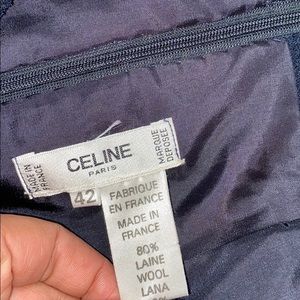 CELINE
PARIS
MADE IN
FRANCE
MARQUE
DEPOSEE
42
FABRIQUE
EN FRANCE
MADE IN
FRANCE
80%
LAINE
WOOL
LANA